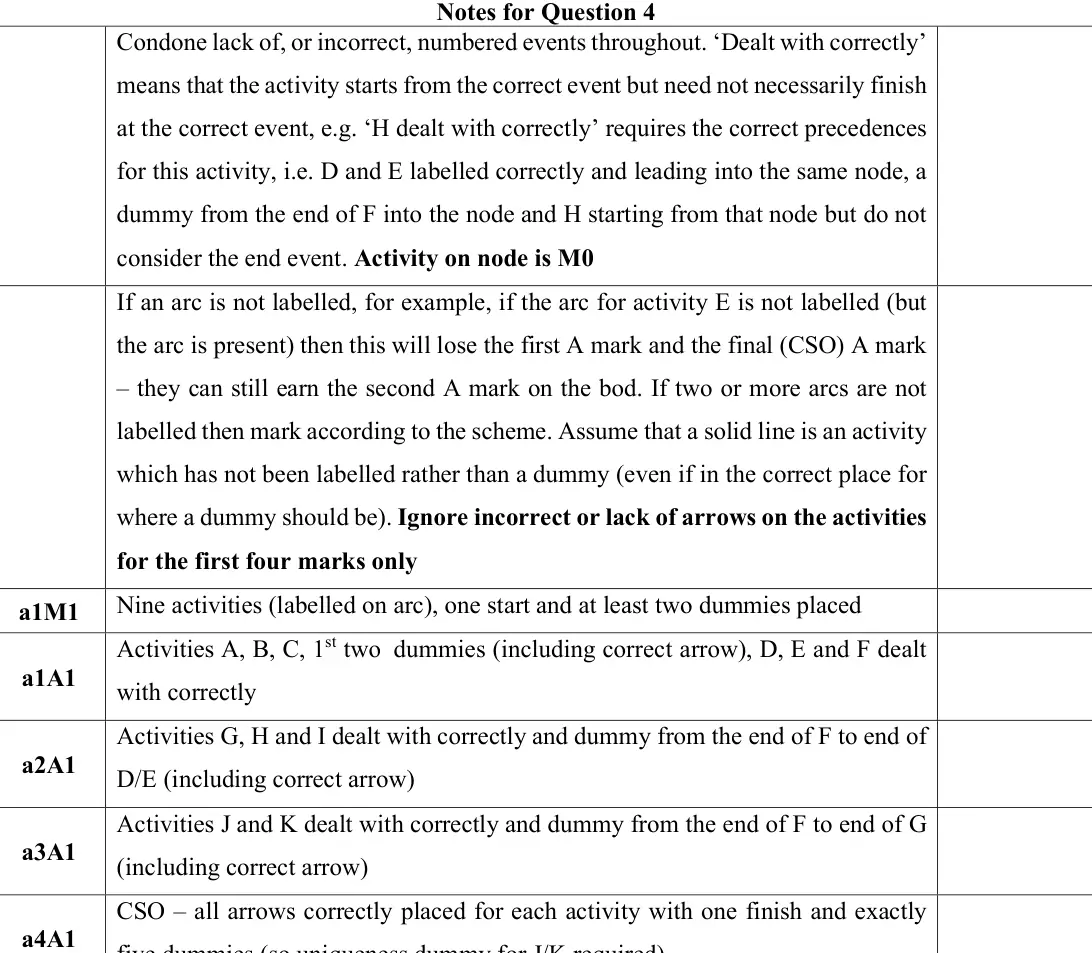 Notes for Question 4
Condone lack of, or incorrect, numbered events throughout. ‘Dealt with correctly’
means that the activity starts from the correct event but need not necessarily finish
at the correct event, e.g. ‘H dealt with correctly’ requires the correct precedences
for this activity, i.e. D and E labelled correctly and leading into the same node, a
dummy from the end of F into the node and H starting from that node but do not
consider the end event. Activity on node is M0
If an arc is not labelled, for example, if the arc for activity E is not labelled (but
the arc is present) then this will lose the first A mark and the final (CSO) A mark
– they can still earn the second A mark on the bod. If two or more arcs are not
labelled then mark according to the scheme. Assume that a solid line is an activity
which has not been labelled rather than a dummy (even if in the correct place for
where a dummy should be). Ignore incorrect or lack of arrows on the activities
for the first four marks only
a1M1 Nine activities (labelled on arc), one start and at least two dummies placed
a1A1
Activities A, B, C, 1st two dummies (including correct arrow), D, E and F dealt
with correctly
a2A1
Activities G, H and I dealt with correctly and dummy from the end of F to end of
D/E (including correct arrow)
a3A1
Activities J and K dealt with correctly and dummy from the end of F to end of G
(including correct arrow)
a4A1
CSO – all arrows correctly placed for each activity with one finish and exactly
five dummies (so uniqueness dummy for J/K required)